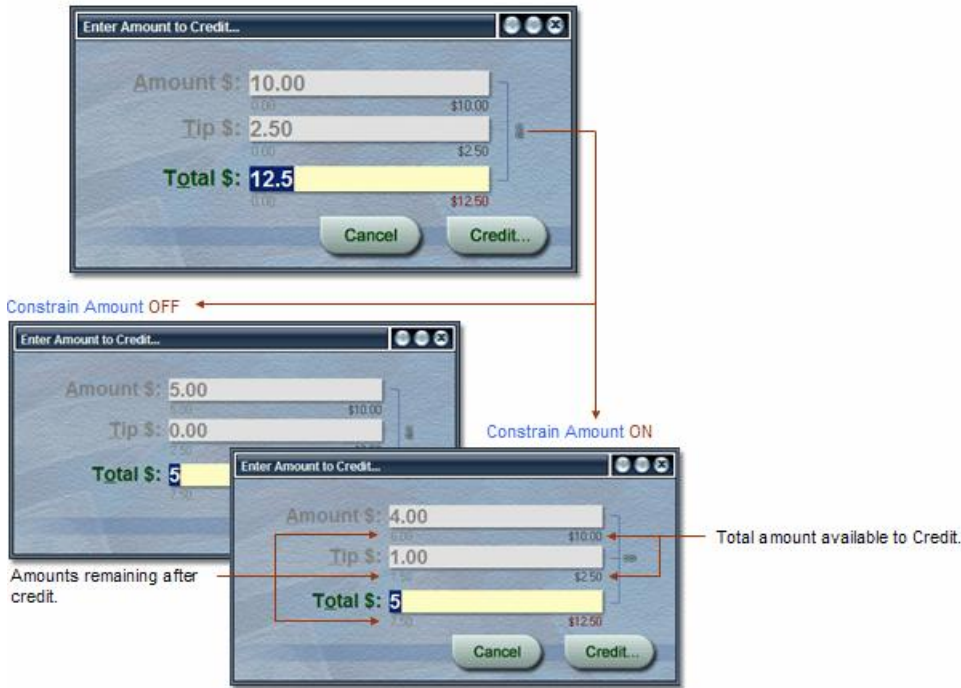 Enter Amount to Credit...
Amount $: 10.00
0.00 $10.00
Tip $: 2.50
0.00 $2.50
Total $: 12.5
0.00 $12.50
Cancel Credit...
Constrain Amount OFF
Enter Amount to Credit...
Amount $: 5.00
5.00 $10.00
Tip $: 0.00
2.50
Total $: 5
7.50
Constrain Amount ON
Enter Amount to Credit...
Amount $: 4.00
6.00 $10.00
Tip $: 1.00
1.50 $2.50
Total $: 5
7.50 $12.50
Cancel Credit...
Total amount available to Credit.
Amounts remaining after
credit.